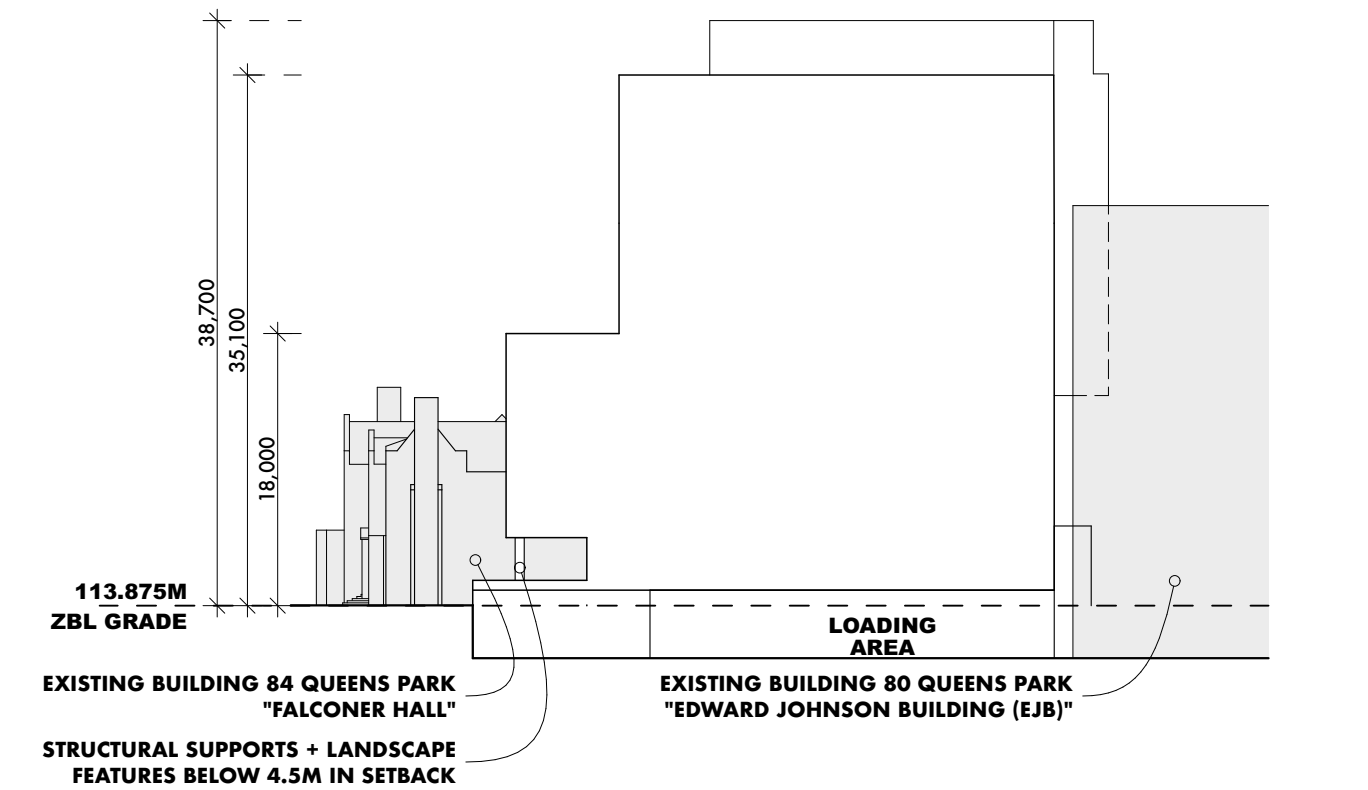 38,700
35,100
18,000
113.875M
ZBL GRADE
LOADING
AREA
EXISTING BUILDING 84 QUEENS PARK
"FALCONER HALL"
STRUCTURAL SUPPORTS + LANDSCAPE
FEATURES BELOW 4.5M IN SETBACK
EXISTING BUILDING 80 QUEENS PARK
"EDWARD JOHNSON BUILDING (EJB)"